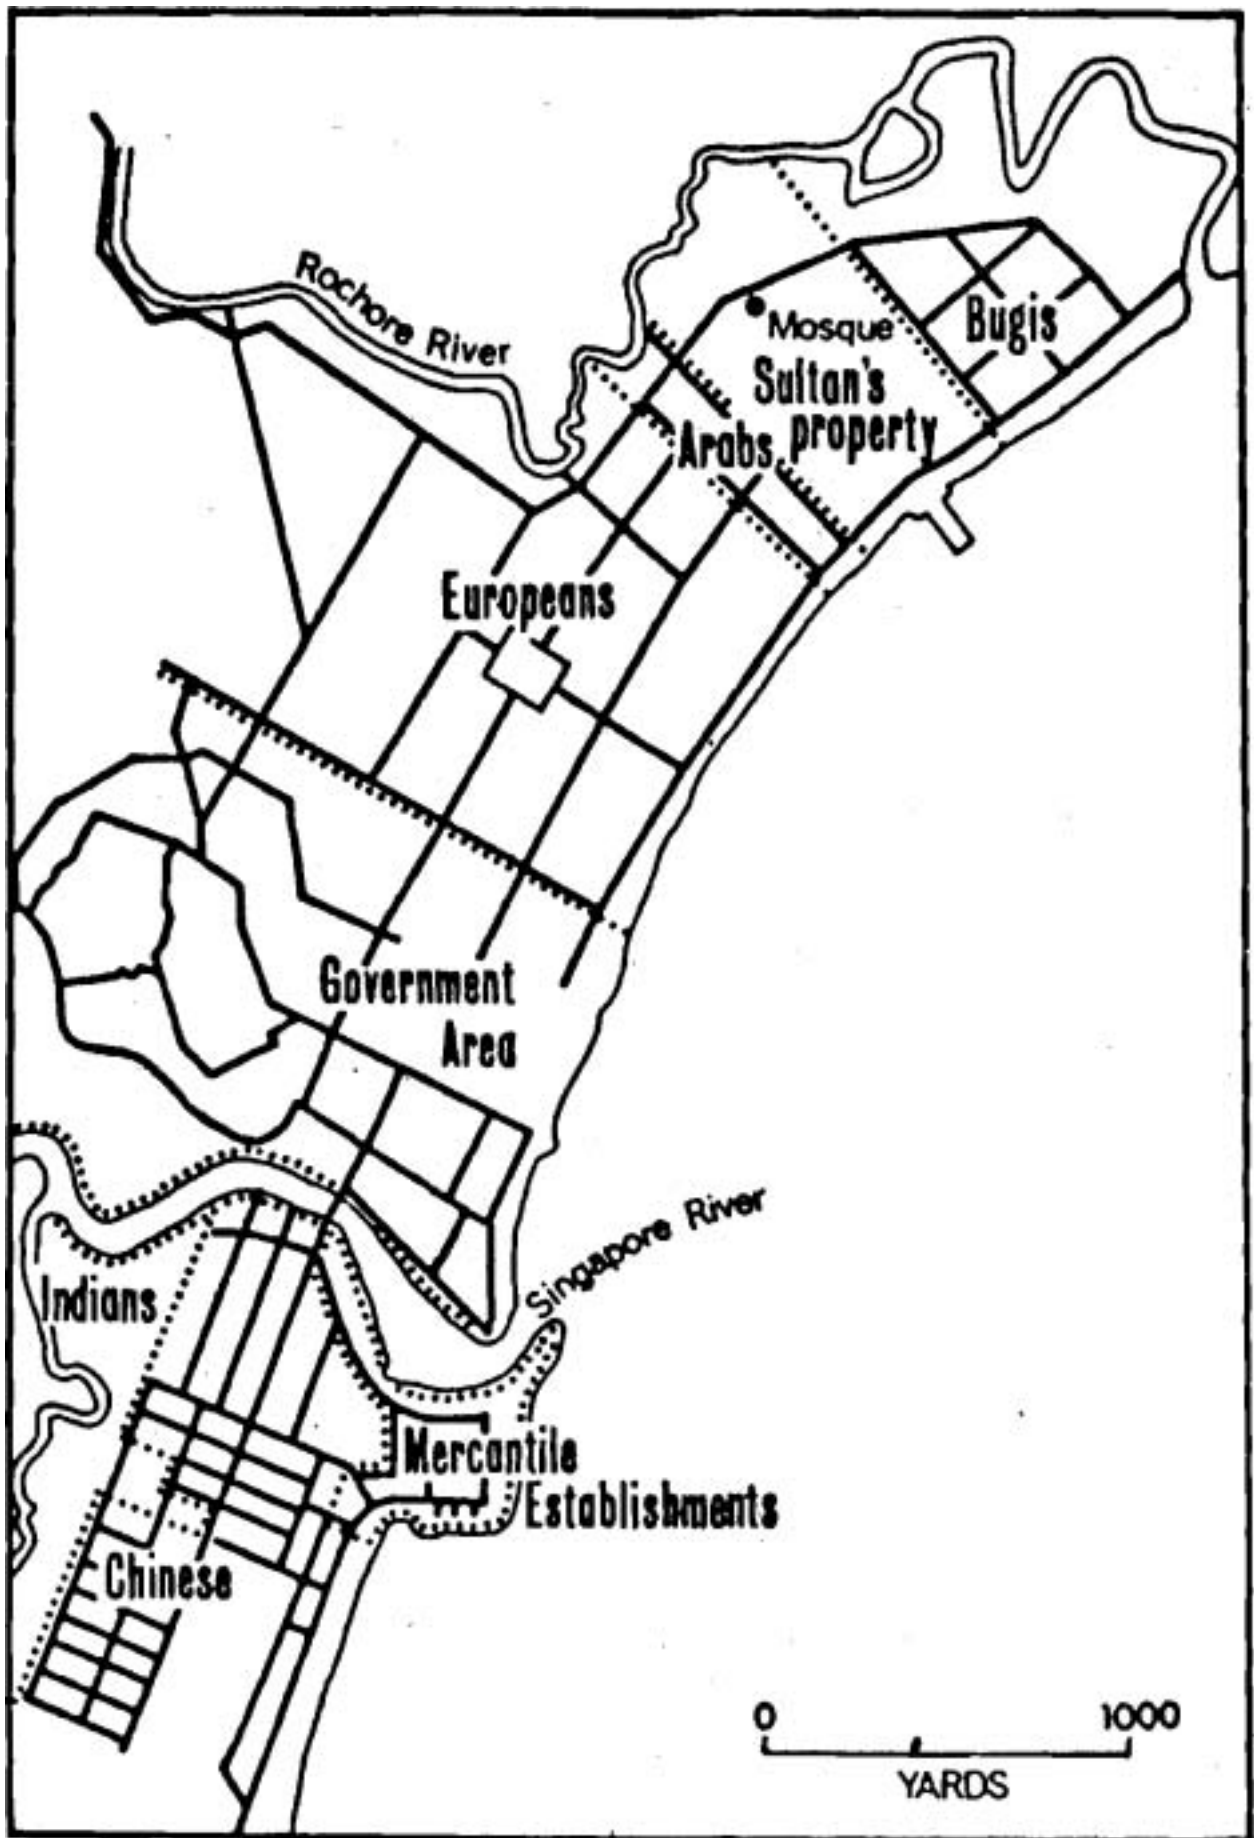 Rochore River
Mosque
Bugis
Sultan's
property
Arabs
Europeans
Government
Area
Singapore River
Indians
Mercantile
Establishments
Chinese
0 1000
YARDS